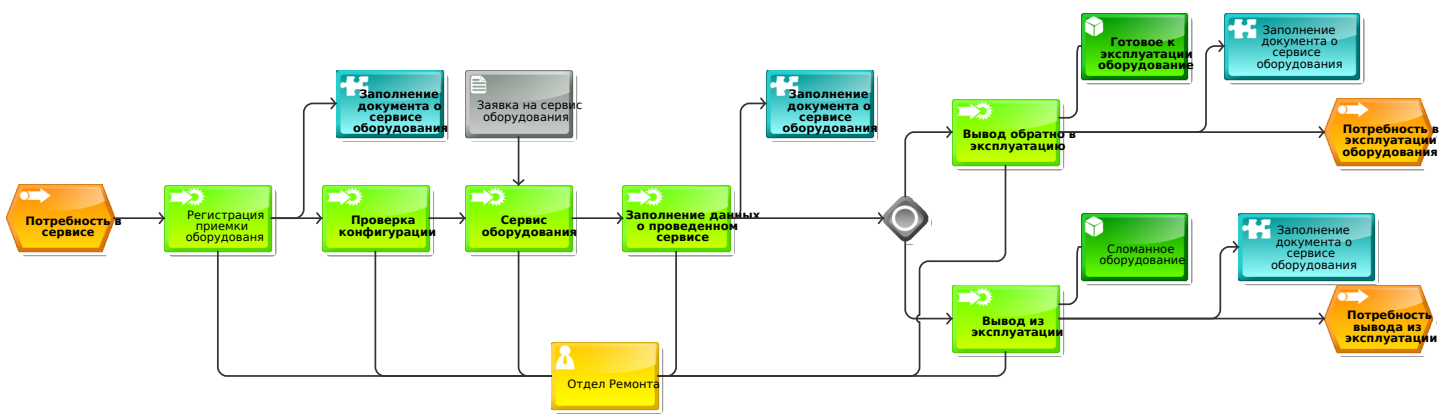 Потребность в
сервисе
Регистрация
приемки
оборудованя
Заполнение
документа о
сервисе
оборудования
Проверка
конфигурации
Заявка на сервис
оборудования
Сервис
оборудования
Заполнение данных
о проведенном
сервисе
Заполнение
документа о
сервисе
оборудования
Отдел Ремонта
Вывод обратно в
эксплуатацию
Готовое к
эксплуатации
оборудование
Заполнение
документа о
сервисе
оборудования
Потребность в
эксплуатации
оборудования
Вывод из
эксплуатации
Сломанное
оборудование
Заполнение
документа о
сервисе
оборудования
Потребность
вывода из
эксплуатации